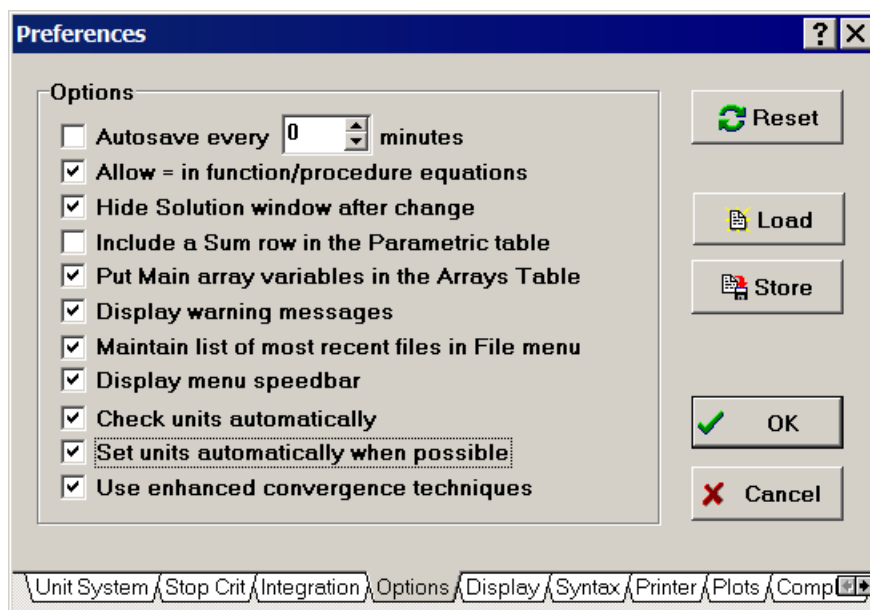 Preferences
Options
Autosave every 0 minutes
Allow = in function/procedure equations
Hide Solution window after change
Include a Sum row in the Parametric table
Put Main array variables in the Arrays Table
Display warning messages
Maintain list of most recent files in File menu
Display menu speedbar
Check units automatically
Set units automatically when possible
Use enhanced convergence techniques
Reset
Load
Store
OK
Cancel
Unit System Stop Crit Integration Options Display Syntax Printer Plots Compl